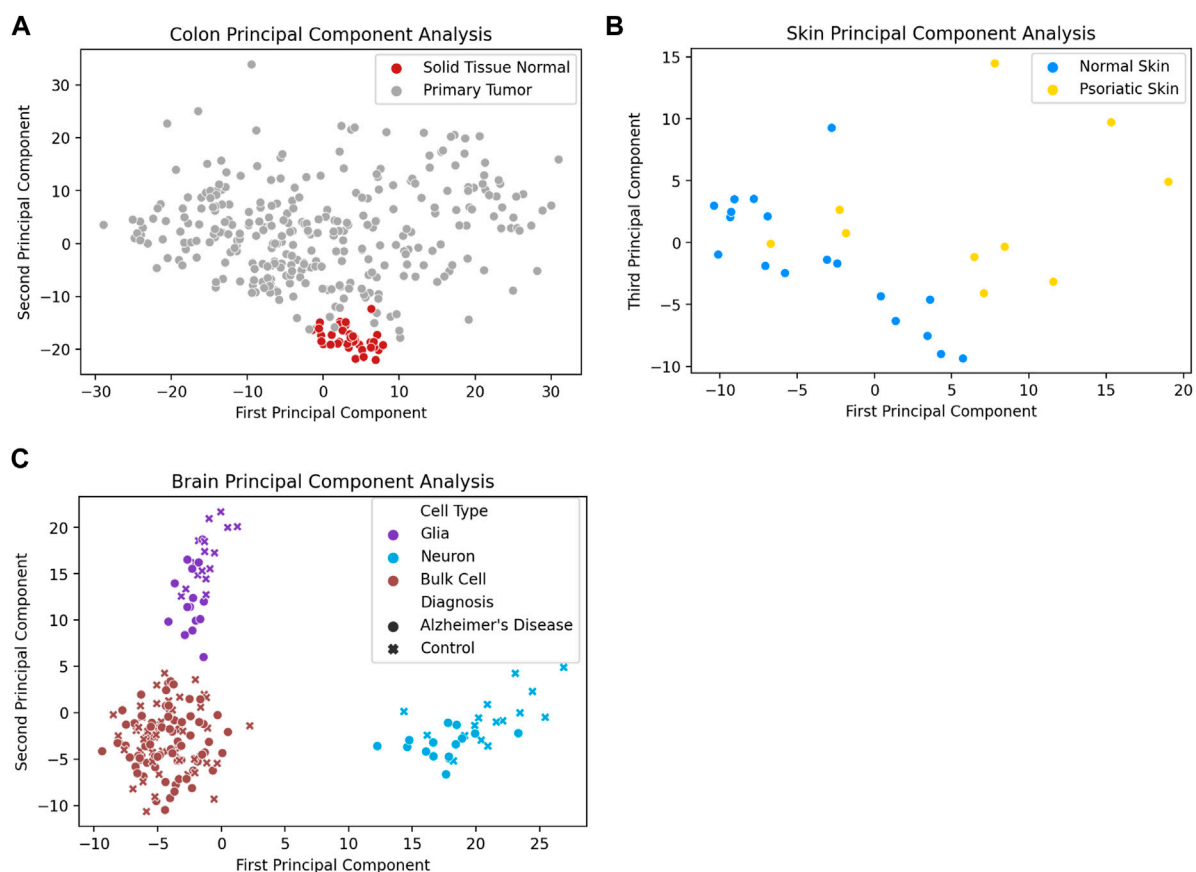 A
Colon Principal Component Analysis
Solid Tissue Normal
Primary Tumor
Second Principal Component
30
20
10
0
−10
−20
−30 −20 −10 0 10 20 30
First Principal Component
B
Skin Principal Component Analysis
Normal Skin
Psoriatic Skin
Third Principal Component
15
10
5
0
−5
−10
−10 −5 0 5 10 15 20
First Principal Component
C
Brain Principal Component Analysis
Cell Type
Glia
Neuron
Bulk Cell
Diagnosis
Alzheimer's Disease
Control
Second Principal Component
20
15
10
5
0
−5
−10
−10 −5 0 5 10 15 20 25
First Principal Component